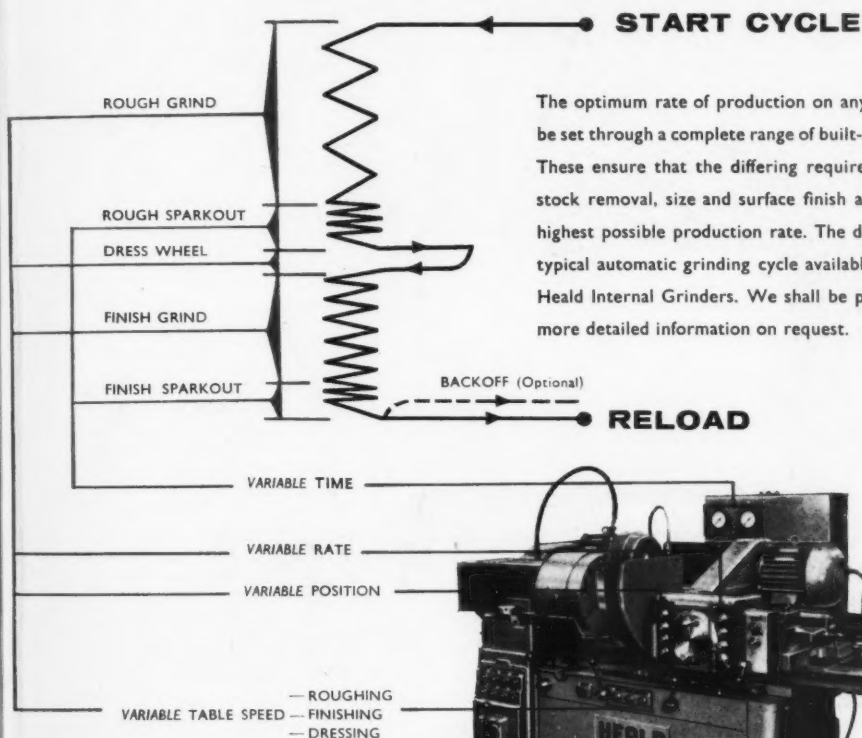 START CYCLE
ROUGH GRIND
The optimum rate of production on any
be set through a complete range of built-
These ensure that the differing require
stock removal, size and surface finish a
highest possible production rate. The d
typical automatic grinding cycle availabl
Heald Internal Grinders. We shall be p
more detailed information on request.
ROUGH SPARKOUT
DRESS WHEEL
FINISH GRIND
FINISH SPARKOUT
BACKOFF (Optional)
RELOAD
VARIABLE TIME
VARIABLE RATE
VARIABLE POSITION
VARIABLE TABLE SPEED
— ROUGHING
— FINISHING
— DRESSING
HEALD